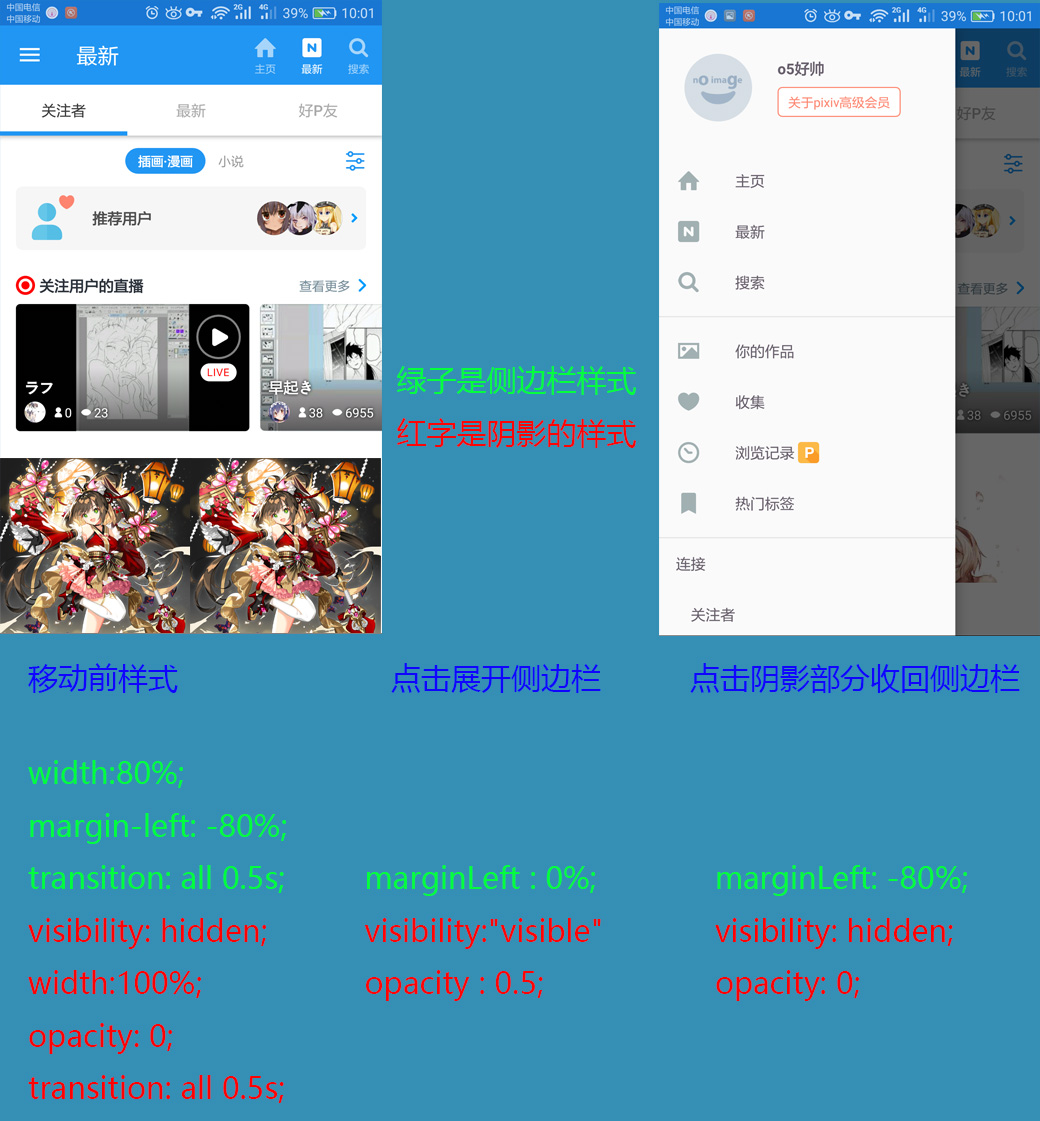 中国电信
中国移动
2G
4G
39%
10:01
最新
主页
最新
搜索
关注者
最新
好P友
插画·漫画
小说
推荐用户
关注用户的直播
查看更多
LIVE
ラフ
0
23
早起き
38
6955
绿子是侧边栏样式
红字是阴影的样式
中国电信
中国移动
2G
4G
39%
10:01
no image
o5好帅
关于pixiv高级会员
最新
搜索
好P友
主页
最新
搜索
查看更多
你的作品
收集
き
38
6955
浏览记录 P
热门标签
连接
关注者
移动前样式
点击展开侧边栏
点击阴影部分收回侧边栏
width:80%;
margin-left: -80%;
transition: all 0.5s;
visibility: hidden;
width:100%;
opacity: 0;
transition: all 0.5s;
marginLeft : 0%;
visibility:"visible"
opacity : 0.5;
marginLeft: -80%;
visibility: hidden;
opacity: 0;